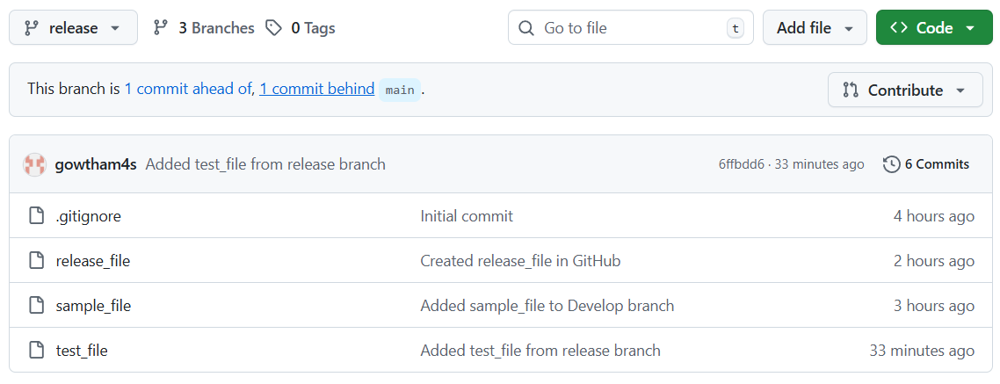 release 3 Branches 0 Tags Go to file t Add file Code
This branch is 1 commit ahead of, 1 commit behind main . Contribute
gowtham4s Added test_file from release branch 6ffbdd6 · 33 minutes ago 6 Commits
.gitignore Initial commit 4 hours ago
release_file Created release_file in GitHub 2 hours ago
sample_file Added sample_file to Develop branch 3 hours ago
test_file Added test_file from release branch 33 minutes ago